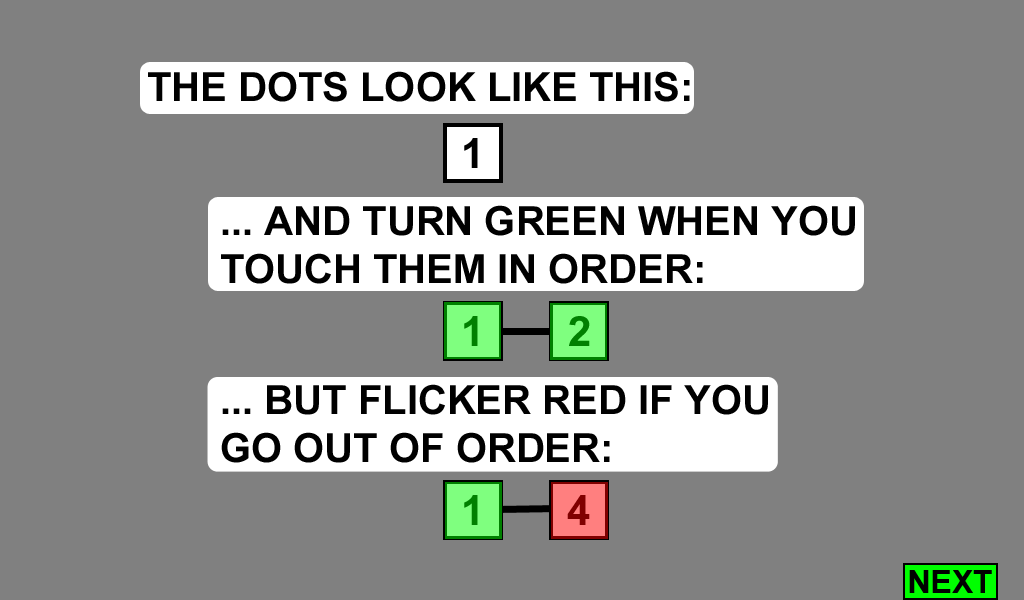 THE DOTS LOOK LIKE THIS:
1
... AND TURN GREEN WHEN YOU
TOUCH THEM IN ORDER:
1 2
... BUT FLICKER RED IF YOU
GO OUT OF ORDER:
1 4
NEXT